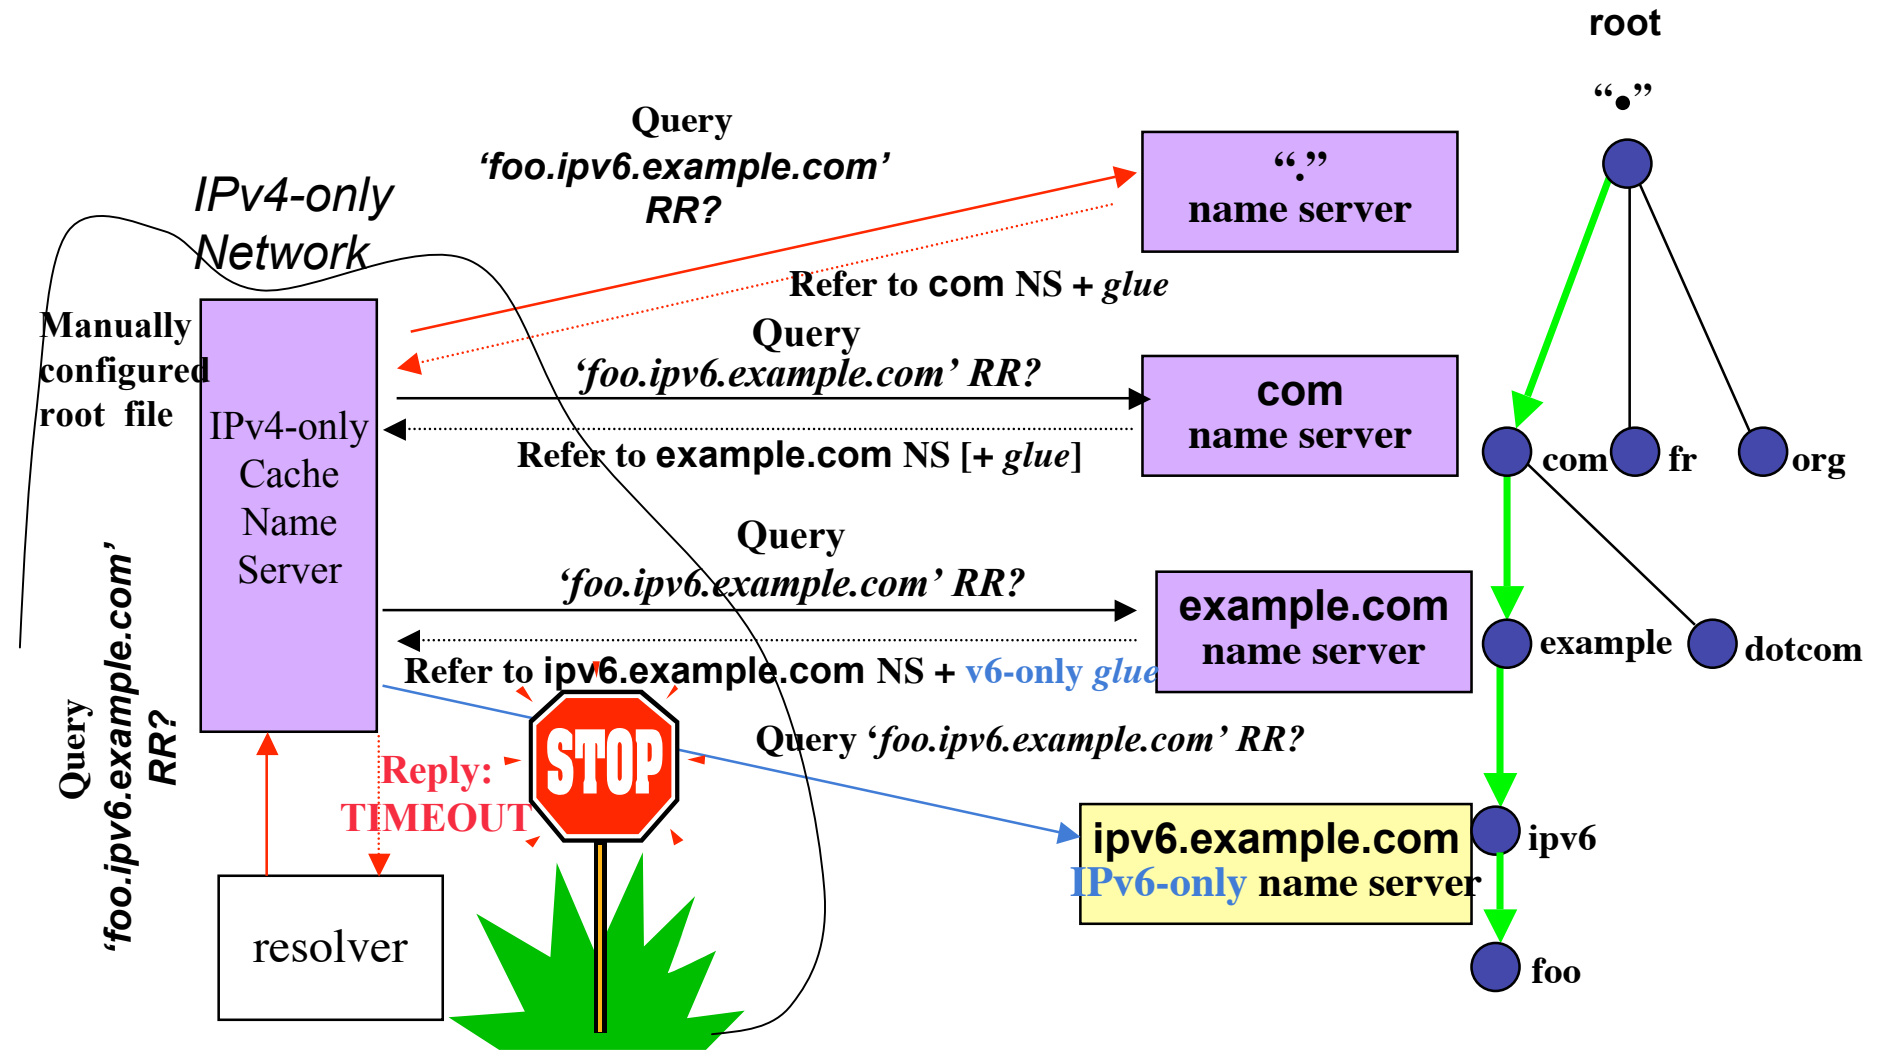 root
“•”
Query
‘foo.ipv6.example.com’
RR?
IPv4-only
Network
“.”
name server
Refer to com NS + glue
Manually
configured
root file
Query
‘foo.ipv6.example.com’ RR?
com
name server
IPv4-only
Cache
Name
Server
Refer to example.com NS [+ glue]
com
fr
org
Query
‘foo.ipv6.example.com’ RR?
example.com
name server
example
dotcom
Refer to ipv6.example.com NS + v6-only glue
Query
‘foo.ipv6.example.com’
RR?
STOP
Query ‘foo.ipv6.example.com’ RR?
Reply:
TIMEOUT
ipv6.example.com
IPv6-only name server
ipv6
resolver
foo